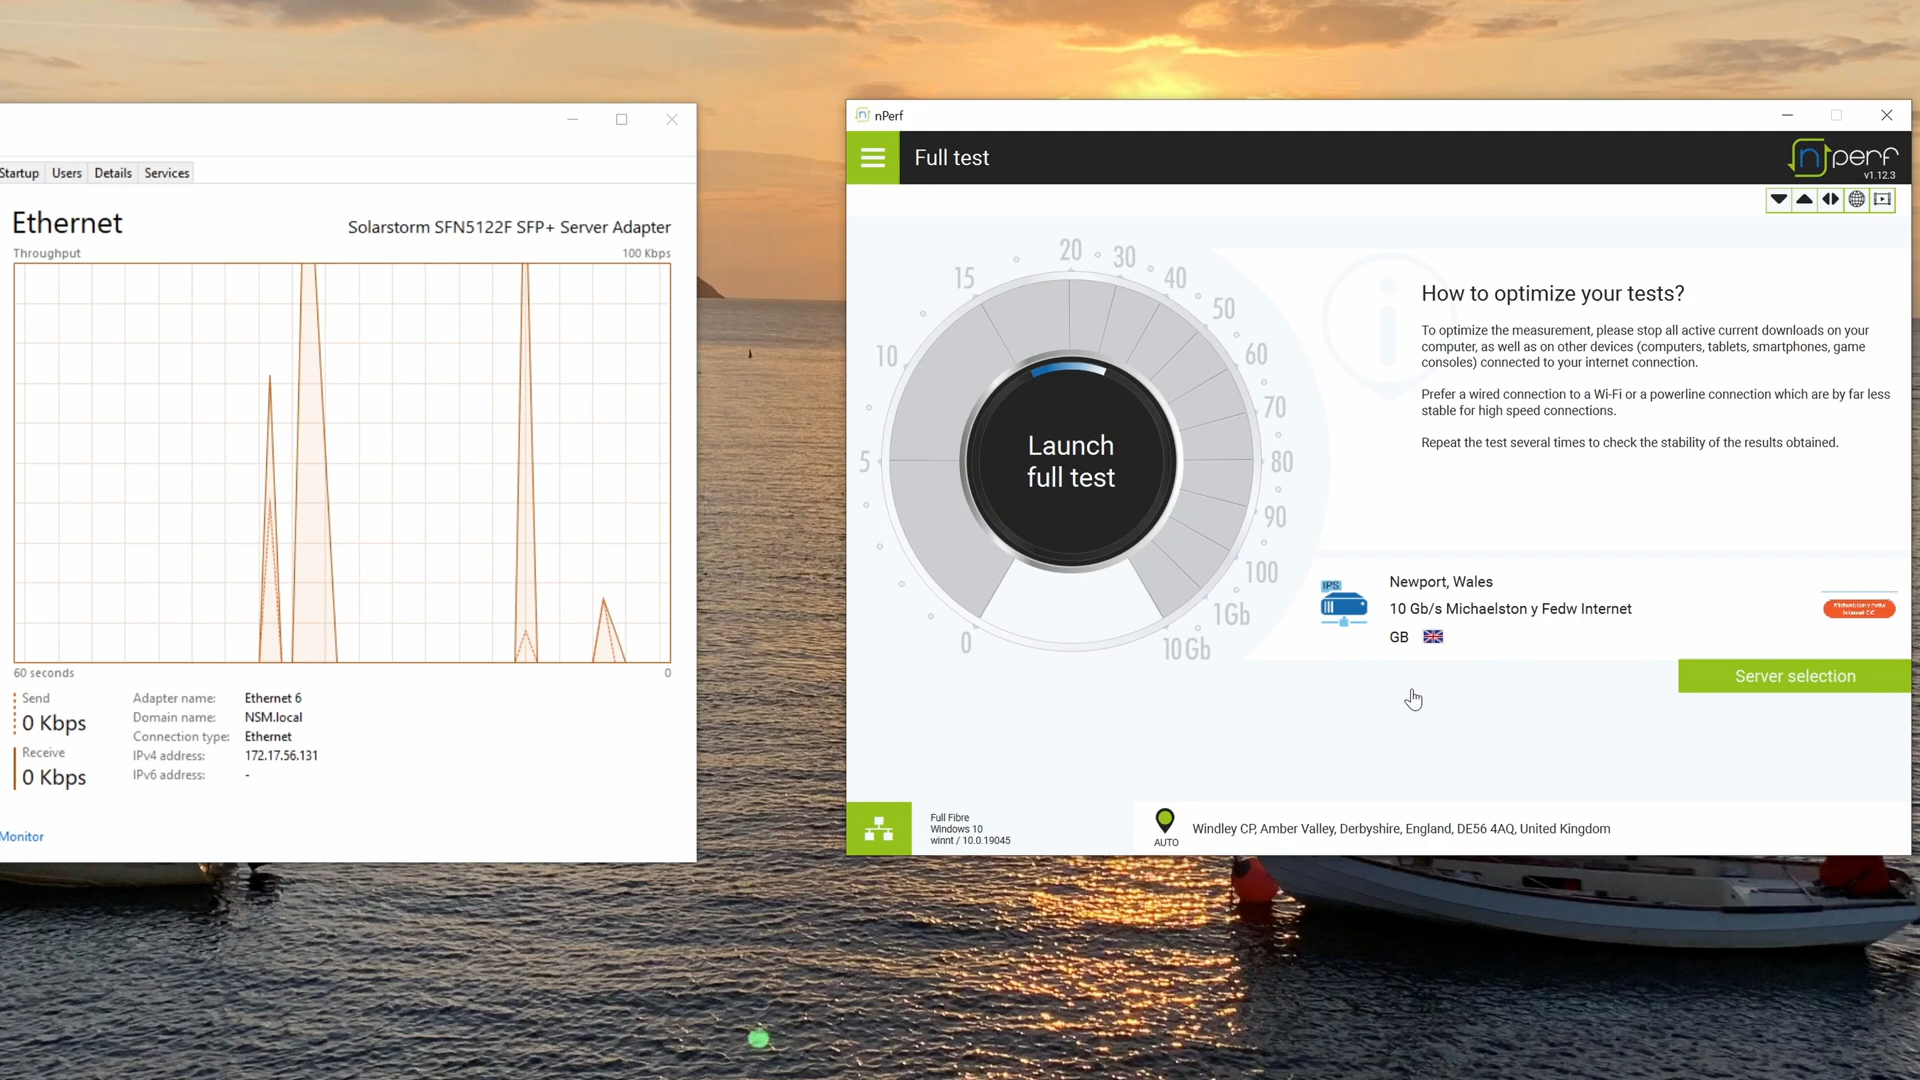 Startup Users Details Services
Ethernet
Solarstorm SFN5122F SFP+ Server Adapter
Throughput
100 Kbps
60 seconds
0
Send
0 Kbps
Receive
0 Kbps
Adapter name: Ethernet 6
Domain name: NSM.local
Connection type: Ethernet
IPv4 address: 172.17.56.131
IPv6 address: -
Monitor
nPerf
Full test
nperf
v1.12.3
0
5
10
15
20
30
40
50
60
70
80
90
100
1Gb
10Gb
Launch
full test
How to optimize your tests?
To optimize the measurement, please stop all active current downloads on your
computer, as well as on other devices (computers, tablets, smartphones, game
consoles) connected to your internet connection.
Prefer a wired connection to a Wi-Fi or a powerline connection which are by far less
stable for high speed connections.
Repeat the test several times to check the stability of the results obtained.
IPS
Newport, Wales
10 Gb/s Michaelston y Fedw Internet
GB
Michaelston y Fedw
Internet CIC
Server selection
Full Fibre
Windows 10
winnt / 10.0.19045
AUTO
Windley CP, Amber Valley, Derbyshire, England, DE56 4AQ, United Kingdom